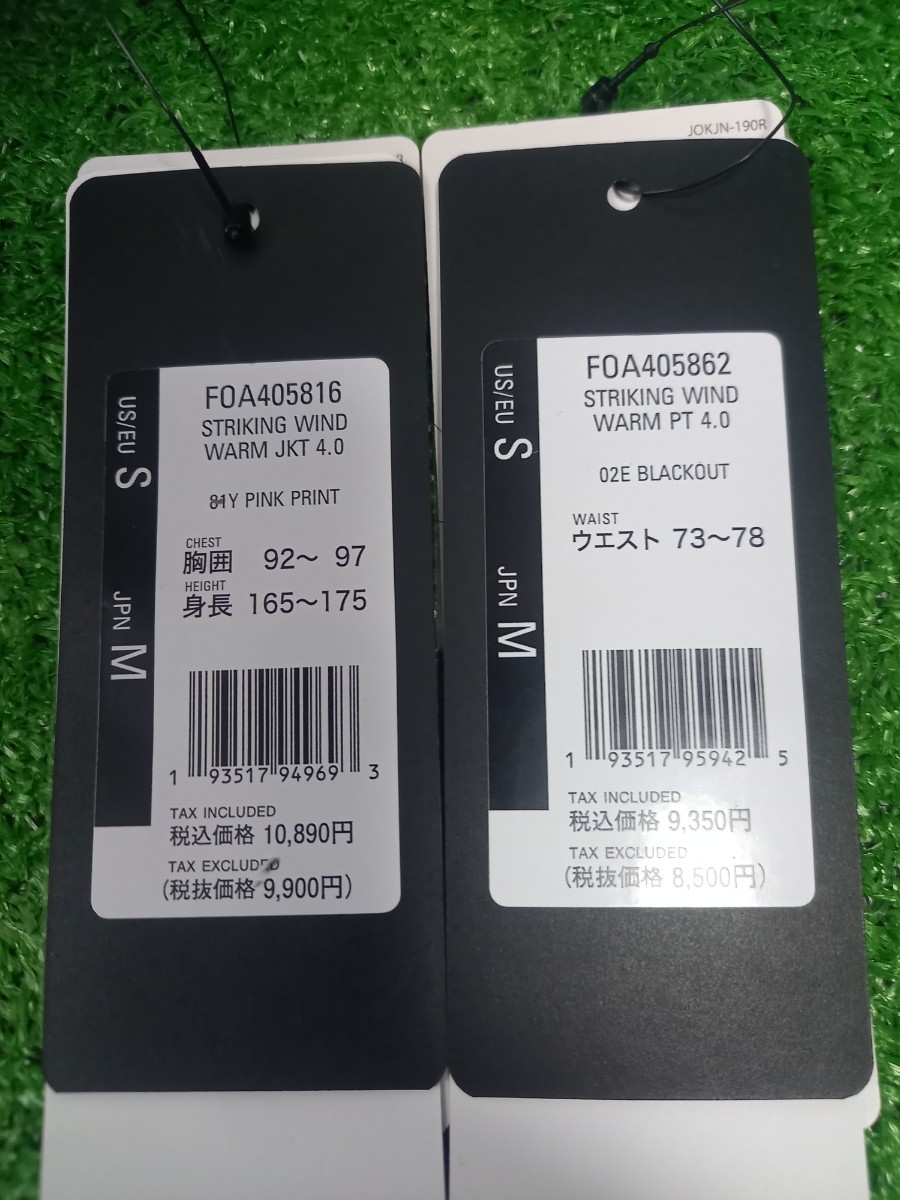 3
FOA405816
STRIKING WIND
WARM JKT 4.0
81Y PINK PRINT
CHEST
胸囲 92～ 97
HEIGHT
身長 165～175
US/EU S
JPN M
1 93517 94969 3
TAX INCLUDED
税込価格 10,890円
TAX EXCLUDED
(税抜価格 9,900円)
JOKJN-190R
FOA405862
STRIKING WIND
WARM PT 4.0
02E BLACKOUT
WAIST
ウエスト 73～78
US/EU S
JPN M
1 93517 95942 5
TAX INCLUDED
税込価格 9,350円
TAX EXCLUDED
(税抜価格 8,500円)